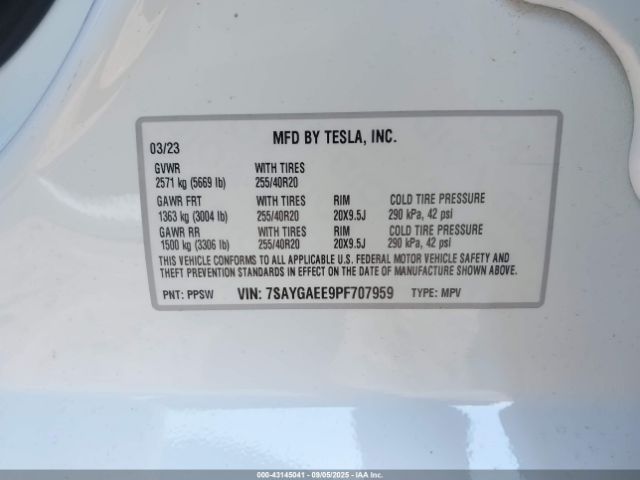 MFD BY TESLA, INC.
03/23
GVWR WITH TIRES
2571 kg (5669 lb) 255/40R20
GAWR FRT WITH TIRES RIM COLD TIRE PRESSURE
1363 kg (3004 lb) 255/40R20 20X9.5J 290 kPa, 42 psi
GAWR RR WITH TIRES RIM COLD TIRE PRESSURE
1500 kg (3306 lb) 255/40R20 20X9.5J 290 kPa, 42 psi
THIS VEHICLE CONFORMS TO ALL APPLICABLE U.S. FEDERAL MOTOR VEHICLE SAFETY AND
THEFT PREVENTION STANDARDS IN EFFECT ON THE DATE OF MANUFACTURE SHOWN ABOVE.
PNT: PPSW VIN: 7SAYGAEE9PF707959 TYPE: MPV
000-43145041 - 09/05/2025 - IAA, Inc.